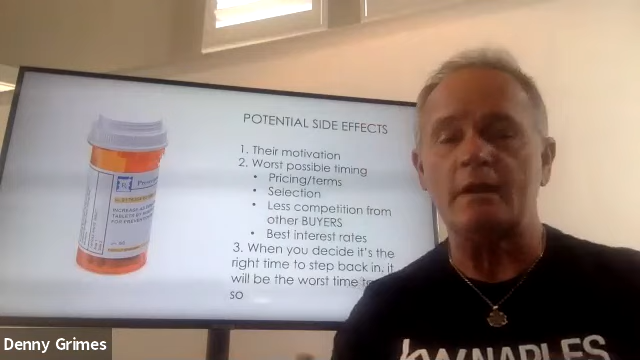 POTENTIAL SIDE EFFECTS
1. Their motivation
2. Worst possible timing
• Pricing/terms
• Selection
• Less competition from
other BUYERS
• Best interest rates
3. When you decide it's the
right time to step back in, it
will be the worst time
so
kw NAPLES
Denny Grimes